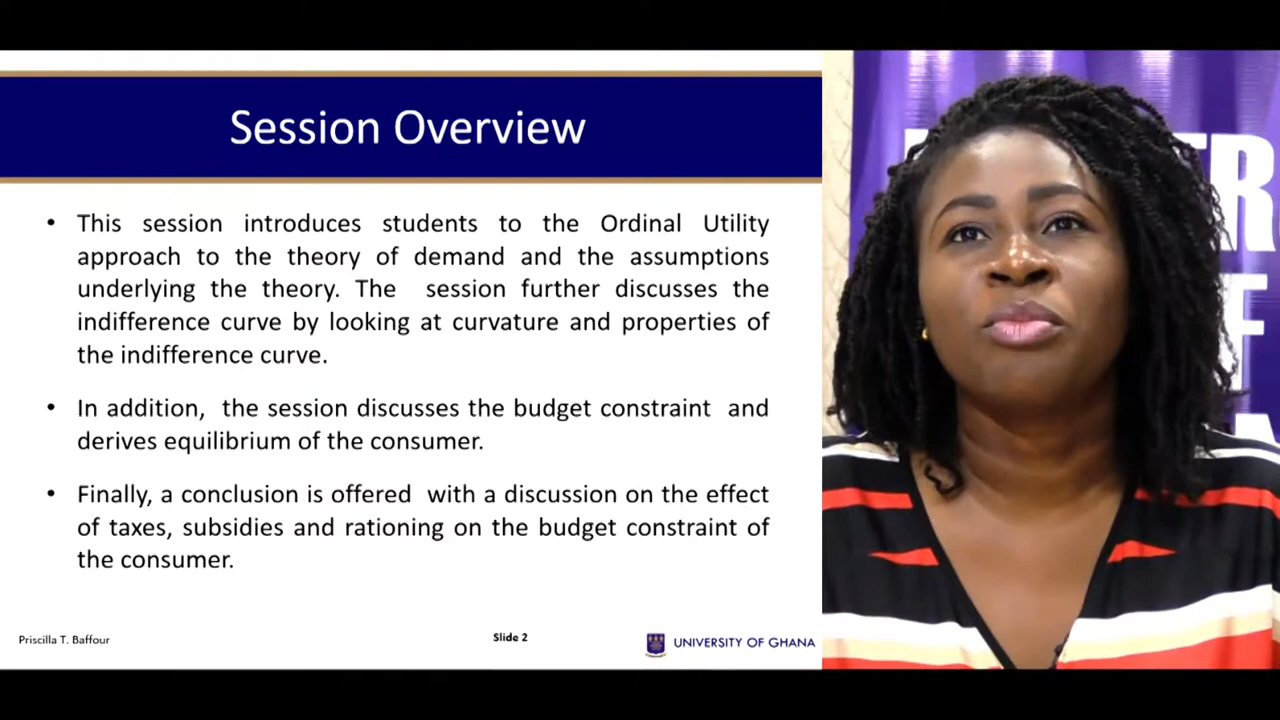 Session Overview
• This session introduces students to the Ordinal Utility
approach to the theory of demand and the assumptions
underlying the theory. The session further discusses the
indifference curve by looking at curvature and properties of
the indifference curve.
• In addition, the session discusses the budget constraint and
derives equilibrium of the consumer.
• Finally, a conclusion is offered with a discussion on the effect
of taxes, subsidies and rationing on the budget constraint of
the consumer.
Priscilla T. Baffour
Slide 2
UNIVERSITY OF GHANA